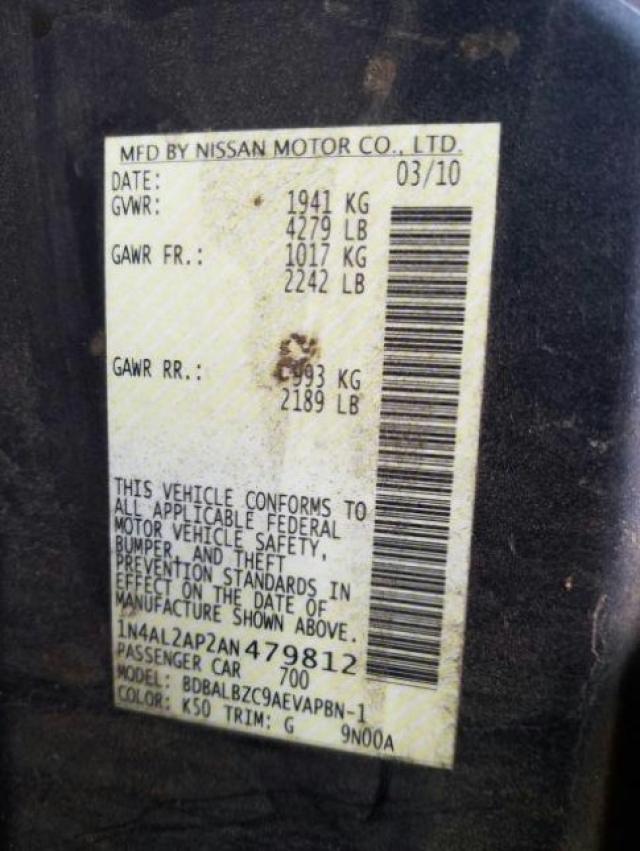 MFD BY NISSAN MOTOR CO., LTD.
DATE: 03/10
GVWR: 1941 KG
4279 LB
GAWR FR.: 1017 KG
2242 LB
GAWR RR.: 993 KG
2189 LB
THIS VEHICLE CONFORMS TO
ALL APPLICABLE FEDERAL
MOTOR VEHICLE SAFETY,
BUMPER, AND THEFT
PREVENTION STANDARDS IN
EFFECT ON THE DATE OF
MANUFACTURE SHOWN ABOVE.
1N4AL2AP2AN479812
PASSENGER CAR 700
MODEL: BDBALBZC9AEVAPBN-1
COLOR: K50 TRIM: G 9N00A